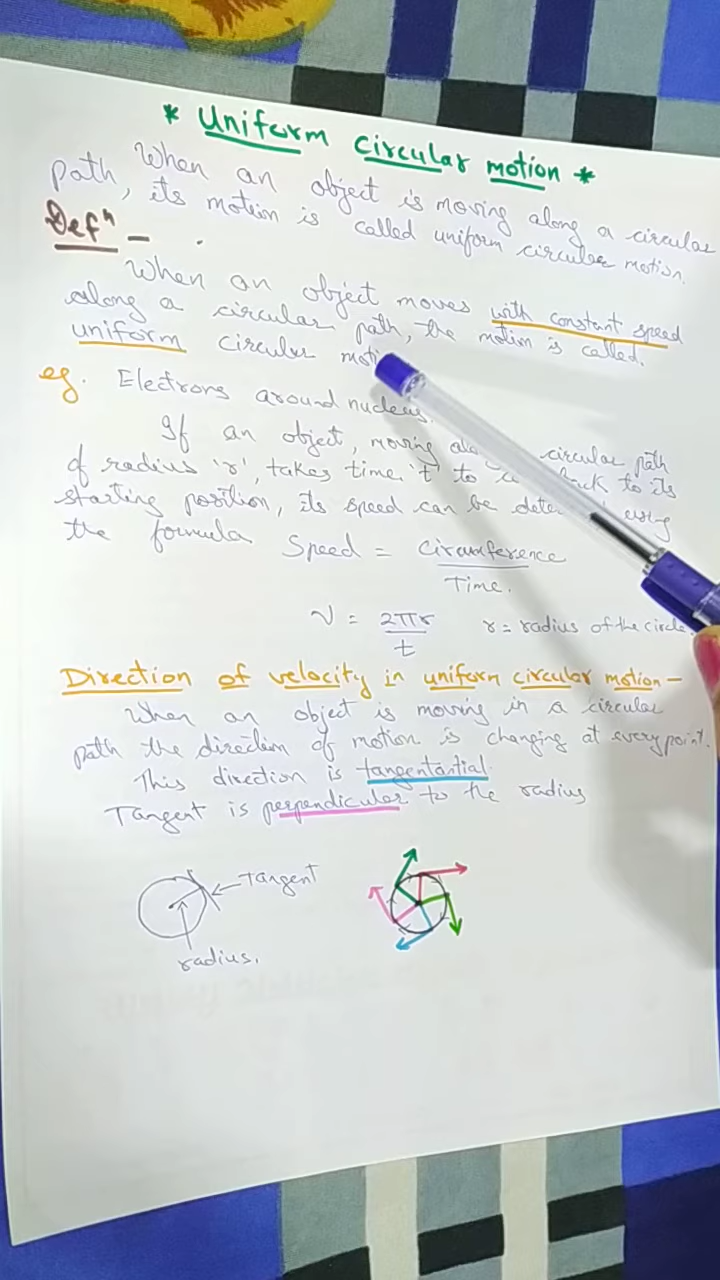 * Uniform circular motion *
When an object is moving along a circular
path, its motion is called uniform circular motion.
Defⁿ -
When an object moves with constant speed
along a circular path, the motion is called.
uniform circular moti
eg. Electrons around nucleus.
If an object, moving circular path
of radius 'r', takes time 't' to back to its
starting position, its speed can be using
the formula Speed = Circumference
Time.
V = 2πr
t
r = radius of the circle.
Direction of velocity in uniform circular motion -
When an object is moving in a circular
path the direction of motion is changing at every point.
This direction is tangentantial
Tangent is perpendicular to the radius
Tangent
radius.